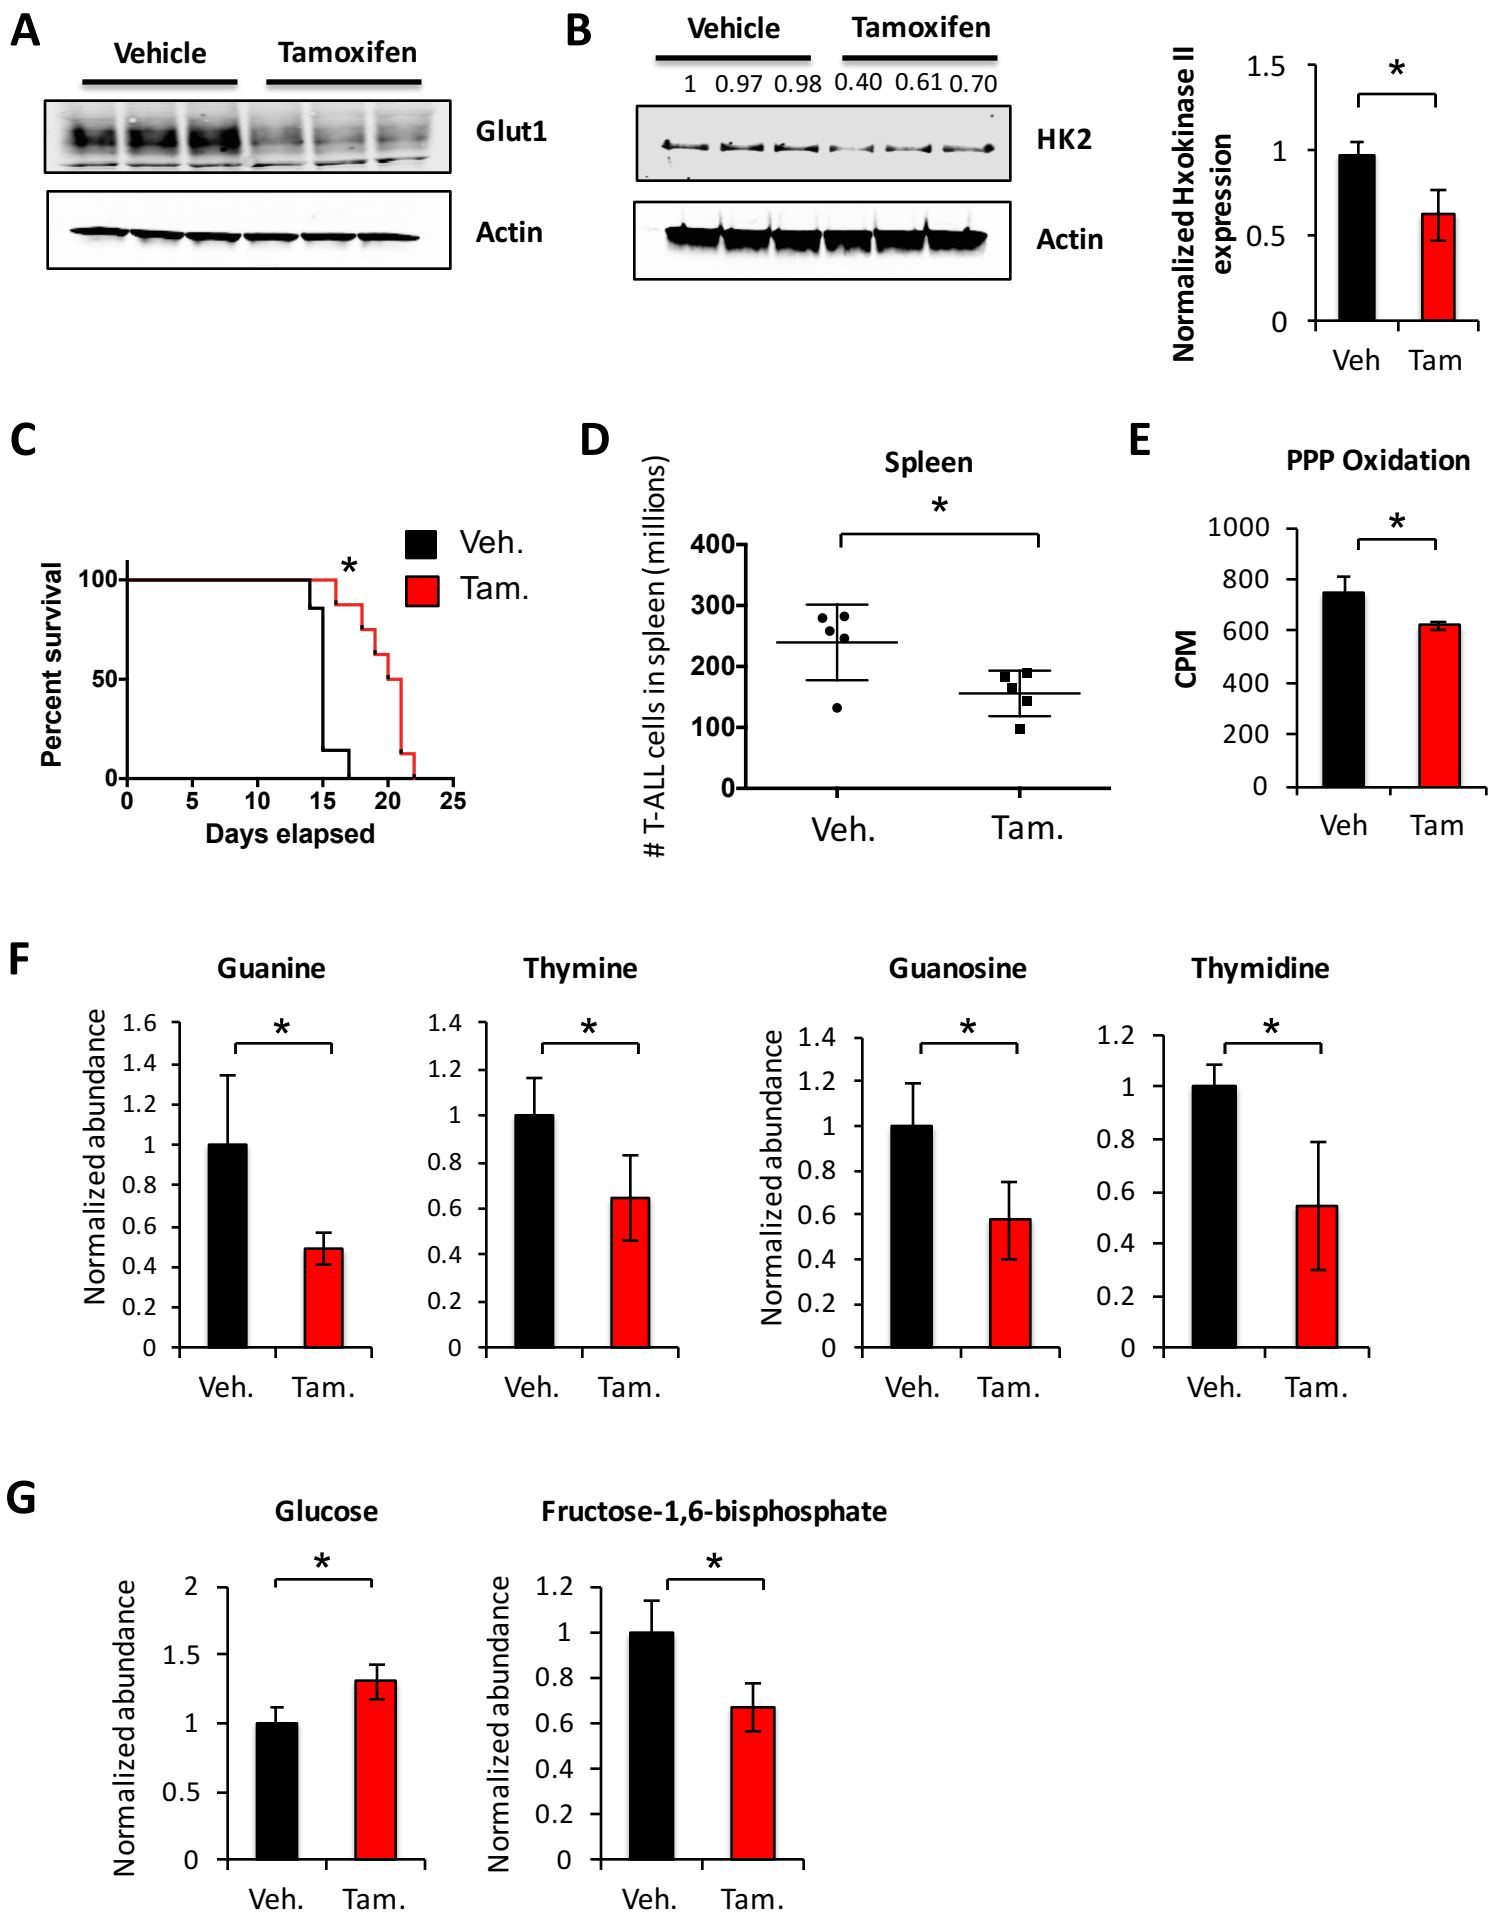 A
Vehicle
Tamoxifen
Glut1
Actin
B
Vehicle
Tamoxifen
1 0.97 0.98 0.40 0.61 0.70
HK2
Actin
Normalized Hxokinase II
expression
1.5
1
0.5
0
*
Veh Tam
C
Percent survival
100
50
0
*
Veh.
Tam.
0 5 10 15 20 25
Days elapsed
D
Spleen
*
# T-ALL cells in spleen (millions)
400
300
200
100
0
Veh. Tam.
E
PPP Oxidation
*
CPM
1000
800
600
400
200
0
Veh Tam
F
Guanine
*
Normalized abundance
1.6
1.4
1.2
1
0.8
0.6
0.4
0.2
0
Veh. Tam.
Thymine
*
1.4
1.2
1
0.8
0.6
0.4
0.2
0
Veh. Tam.
Guanosine
*
Normalized abundance
1.4
1.2
1
0.8
0.6
0.4
0.2
0
Veh. Tam.
Thymidine
*
1.2
1
0.8
0.6
0.4
0.2
0
Veh. Tam.
G
Glucose
*
Normalized abundance
2
1.5
1
0.5
0
Veh. Tam.
Fructose-1,6-bisphosphate
*
Normalized abundance
1.2
1
0.8
0.6
0.4
0.2
0
Veh. Tam.